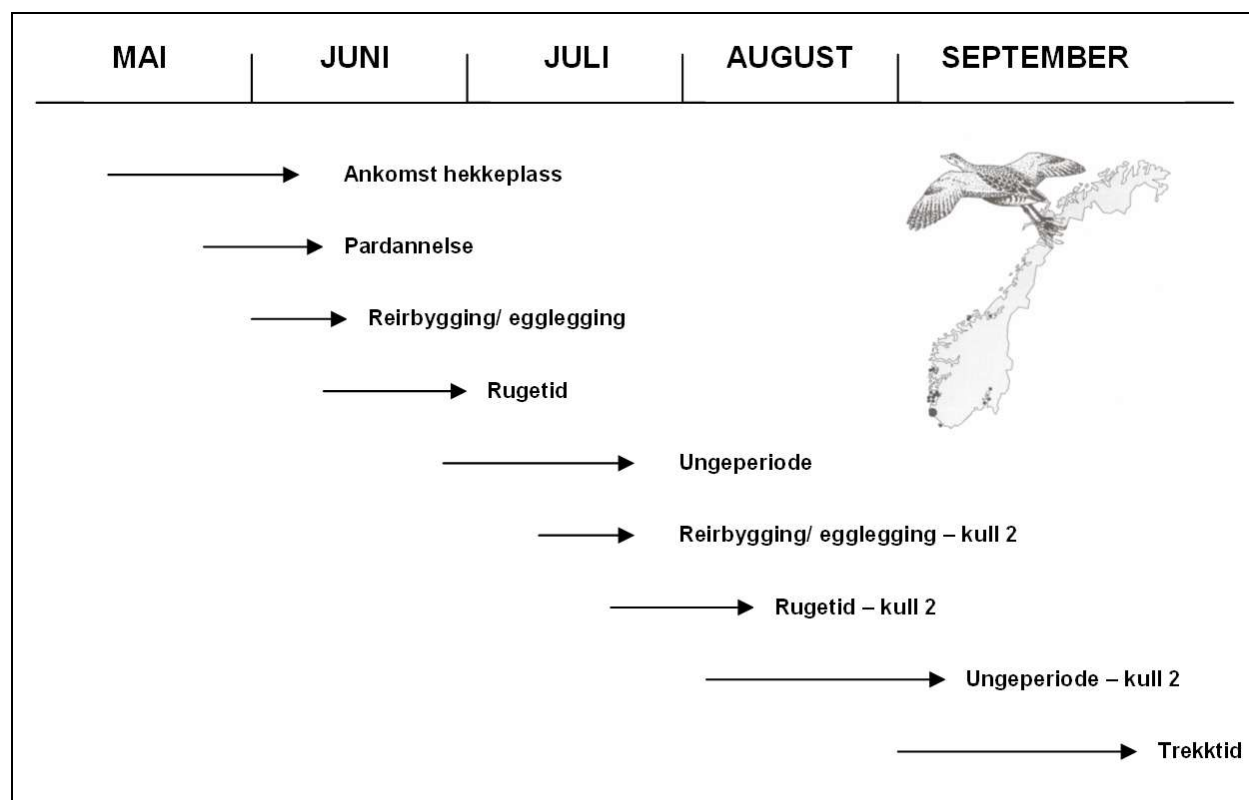 MAI JUNI JULI AUGUST SEPTEMBER
Ankomst hekkeplass
Pardannelse
Reirbygging/ egglegging
Rugetid
Ungeperiode
Reirbygging/ egglegging – kull 2
Rugetid – kull 2
Ungeperiode – kull 2
Trekktid